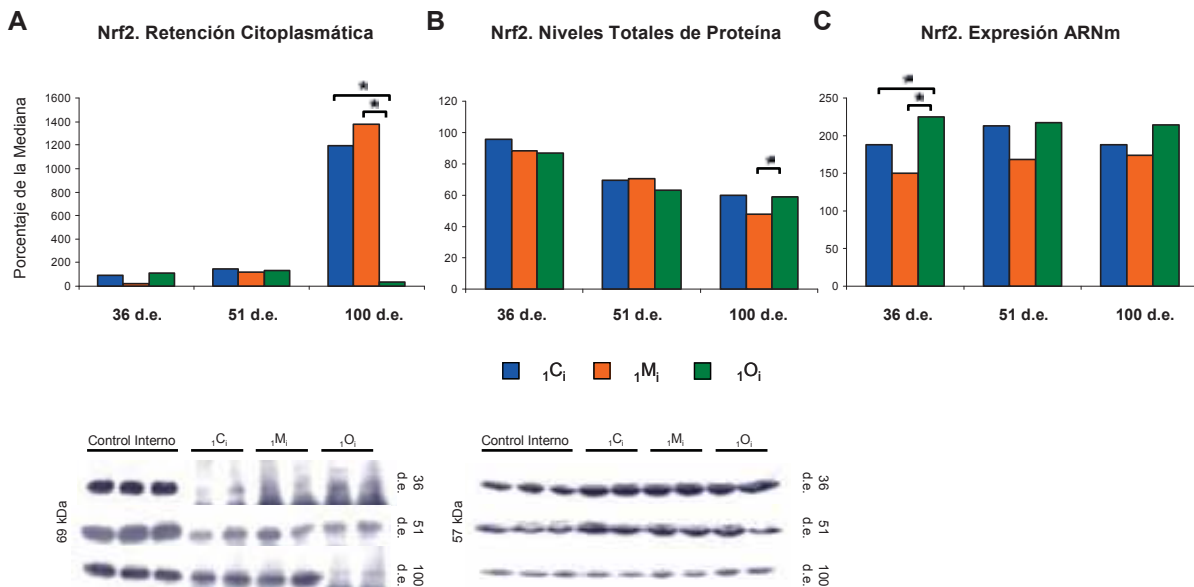 A
Nrf2. Retención Citoplasmática
B
Nrf2. Niveles Totales de Proteína
C
Nrf2. Expresión ARNm
Porcentaje de la Mediana
1600
1400
1200
1000
800
600
400
200
0
36 d.e.
51 d.e.
100 d.e.
*
*
120
100
80
60
40
20
0
36 d.e.
51 d.e.
100 d.e.
*
250
200
150
100
50
0
36 d.e.
51 d.e.
100 d.e.
*
*
₁Cᵢ ₁Mᵢ ₁Oᵢ
Control Interno ₁Cᵢ ₁Mᵢ ₁Oᵢ
69 kDa
36 d.e.
51 d.e.
100 d.e.
Control Interno ₁Cᵢ ₁Mᵢ ₁Oᵢ
57 kDa
36 d.e.
51 d.e.
100 d.e.